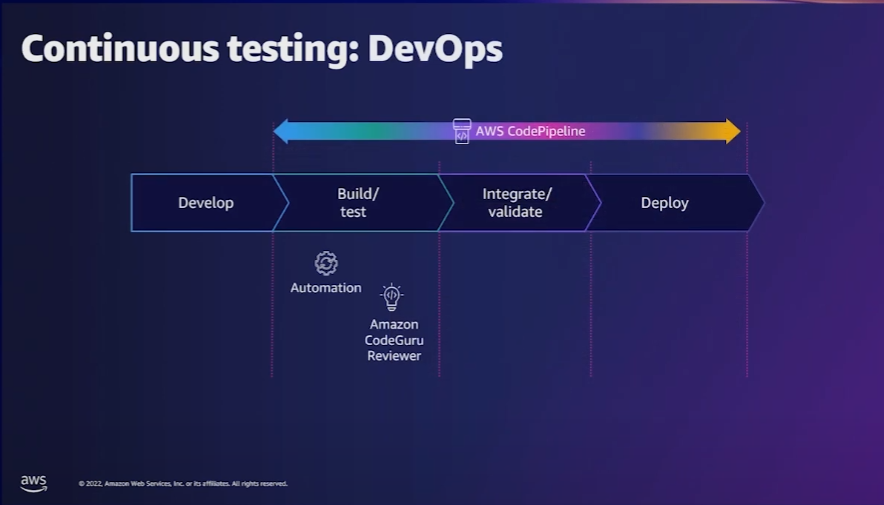 Continuous testing: DevOps
AWS CodePipeline
Develop
Build/
test
Integrate/
validate
Deploy
Automation
Amazon
CodeGuru
Reviewer
aws
© 2022, Amazon Web Services, Inc. or its affiliates. All rights reserved.